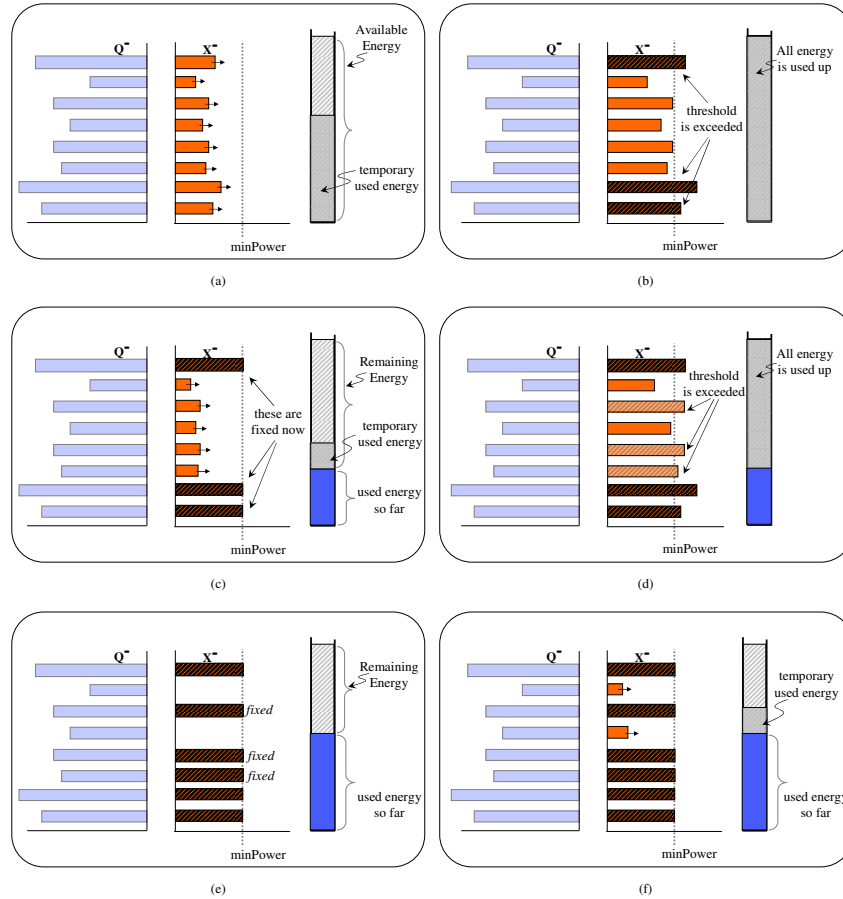 Q⁻ X⁻
Available
Energy
temporary
used energy
minPower
(a)
Q⁻ X⁻
All energy
is used up
threshold
is exceeded
minPower
(b)
Q⁻ X⁻
Remaining
Energy
these are
fixed now
temporary
used energy
used energy
so far
minPower
(c)
Q⁻ X⁻
All energy
is used up
threshold
is exceeded
minPower
(d)
Q⁻ X⁻
Remaining
Energy
fixed
fixed
fixed
used energy
so far
minPower
(e)
Q⁻ X⁻
temporary
used energy
used energy
so far
minPower
(f)